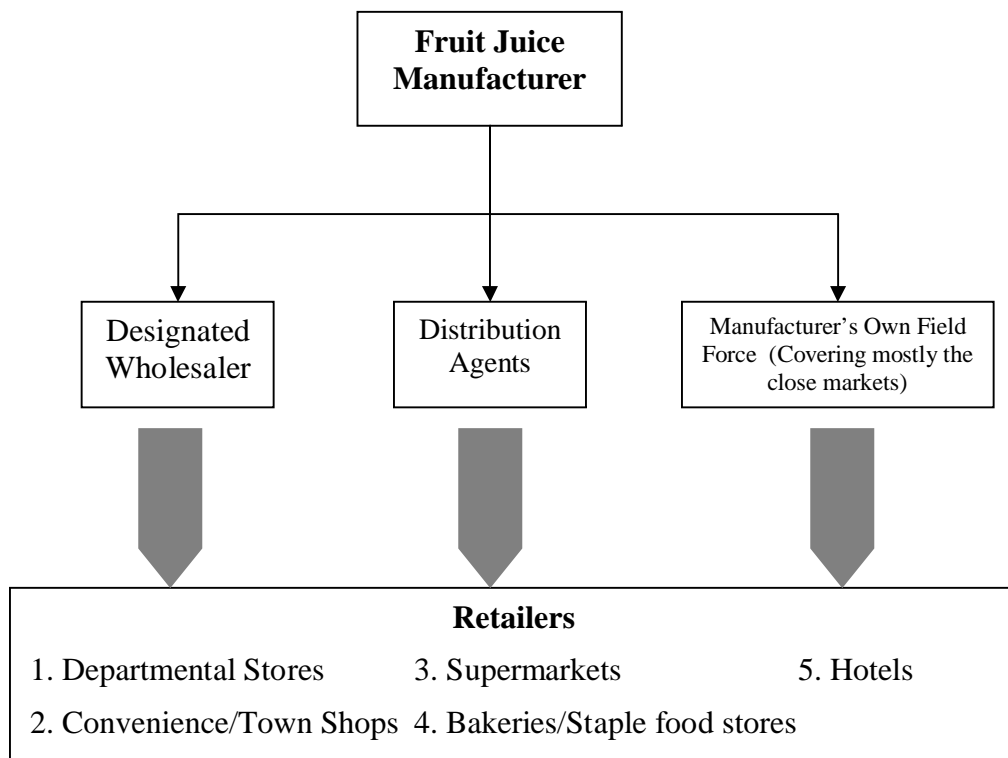 Fruit Juice
Manufacturer
Designated
Wholesaler
Distribution
Agents
Manufacturer’s Own Field
Force (Covering mostly the
close markets)
Retailers
1. Departmental Stores 3. Supermarkets 5. Hotels
2. Convenience/Town Shops 4. Bakeries/Staple food stores